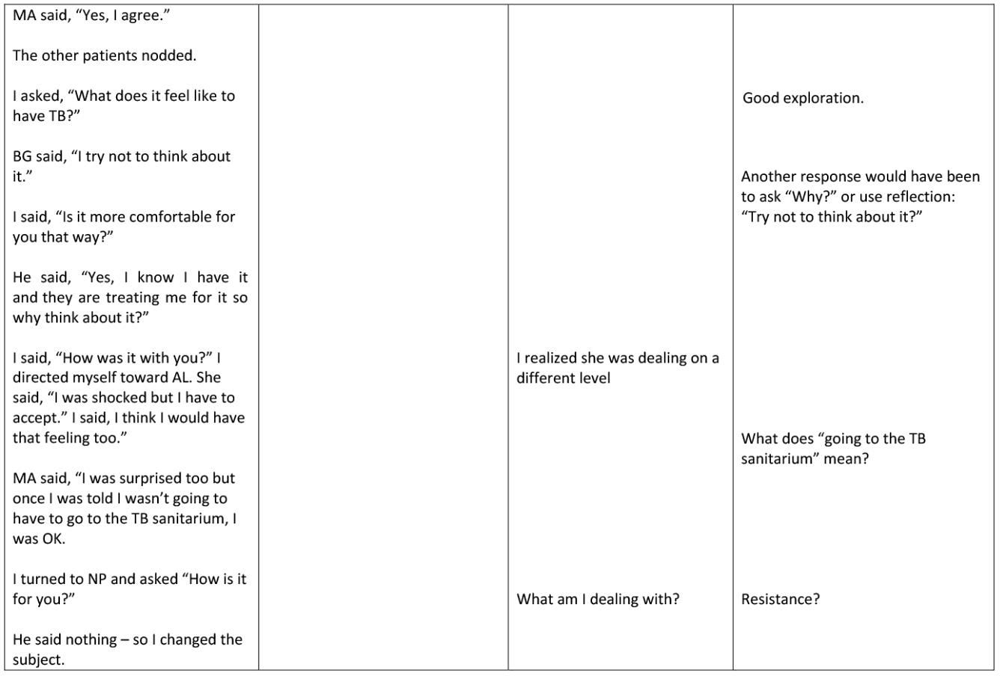 MA said, “Yes, I agree.”
The other patients nodded.
I asked, “What does it feel like to
have TB?”
BG said, “I try not to think about
it.”
I said, “Is it more comfortable for
you that way?”
He said, “Yes, I know I have it
and they are treating me for it so
why think about it?”
I said, “How was it with you?” I
directed myself toward AL. She
said, “I was shocked but I have to
accept.” I said, I think I would have
that feeling too.”
MA said, “I was surprised too but
once I was told I wasn’t going to
have to go to the TB sanitarium, I
was OK.
I turned to NP and asked “How is it
for you?”
He said nothing – so I changed the
subject.
I realized she was dealing on a
different level
What am I dealing with?
Good exploration.
Another response would have been
to ask “Why?” or use reflection:
“Try not to think about it?”
What does “going to the TB
sanitarium” mean?
Resistance?